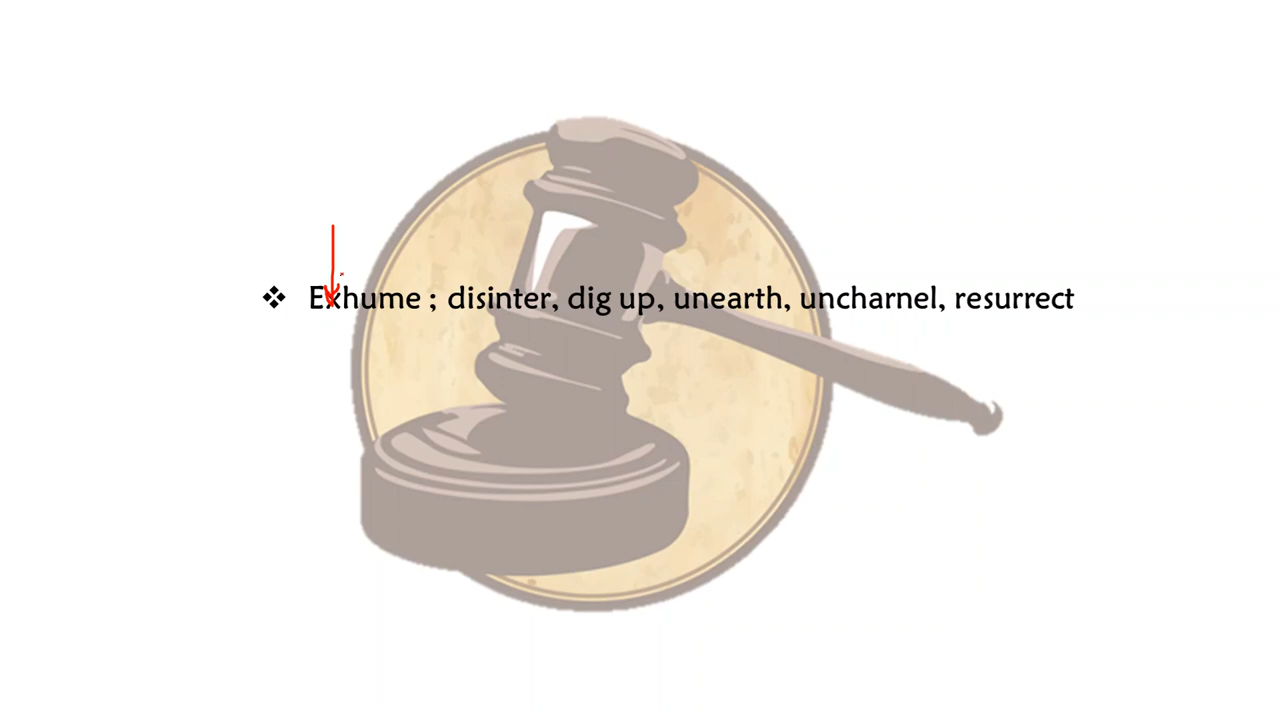 ❖ Exhume ; disinter, dig up, unearth, uncharnel, resurrect